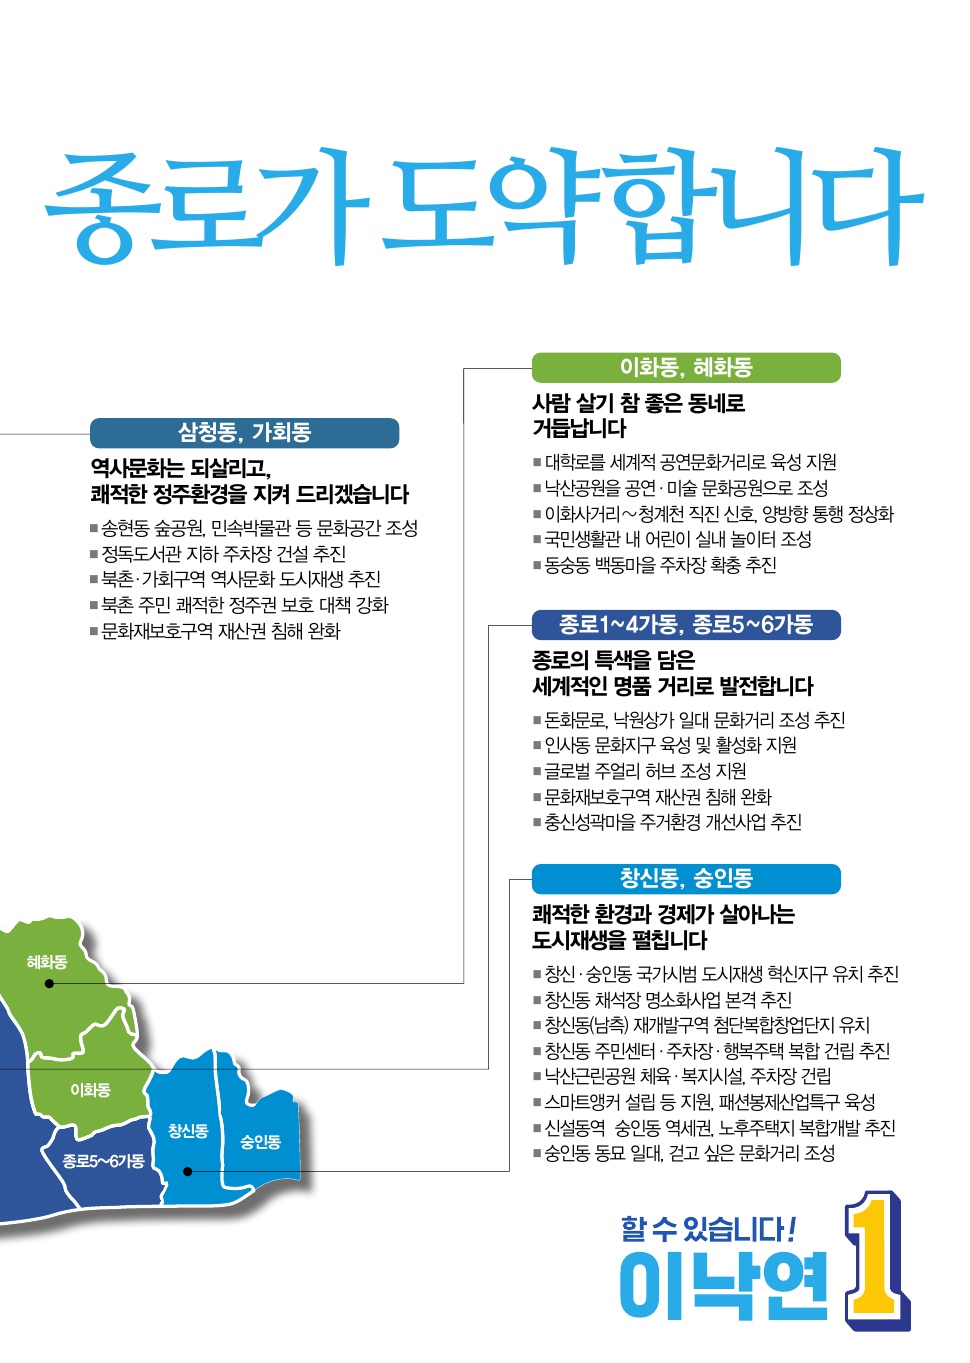 종로가 도약합니다
삼청동, 가회동
역사문화는 되살리고,
쾌적한 정주환경을 지켜 드리겠습니다
■ 송현동 숲공원, 민속박물관 등 문화공간 조성
■ 정독도서관 지하 주차장 건설 추진
■ 북촌·가회구역 역사문화 도시재생 추진
■ 북촌 주민 쾌적한 정주권 보호 대책 강화
■ 문화재보호구역 재산권 침해 완화
이화동, 혜화동
사람 살기 참 좋은 동네로
거듭납니다
■ 대학로를 세계적 공연문화거리로 육성 지원
■ 낙산공원을 공연·미술 문화공원으로 조성
■ 이화사거리~청계천 직진 신호, 양방향 통행 정상화
■ 국민생활관 내 어린이 실내 놀이터 조성
■ 동숭동 백동마을 주차장 확충 추진
종로1~4가동, 종로5~6가동
종로의 특색을 담은
세계적인 명품 거리로 발전합니다
■ 돈화문로, 낙원상가 일대 문화거리 조성 추진
■ 인사동 문화지구 육성 및 활성화 지원
■ 글로벌 주얼리 허브 조성 지원
■ 문화재보호구역 재산권 침해 완화
■ 충신성곽마을 주거환경 개선사업 추진
창신동, 숭인동
쾌적한 환경과 경제가 살아나는
도시재생을 펼칩니다
■ 창신·숭인동 국가시범 도시재생 혁신지구 유치 추진
■ 창신동 채석장 명소화사업 본격 추진
■ 창신동(남측) 재개발구역 첨단복합창업단지 유치
■ 창신동 주민센터·주차장·행복주택 복합 건립 추진
■ 낙산근린공원 체육·복지시설, 주차장 건립
■ 스마트앵커 설립 등 지원, 패션봉제산업특구 육성
■ 신설동역 숭인동 역세권, 노후주택지 복합개발 추진
■ 숭인동 동묘 일대, 걷고 싶은 문화거리 조성
혜화동
이화동
창신동
숭인동
종로5~6가동
할 수 있습니다!
이낙연 1